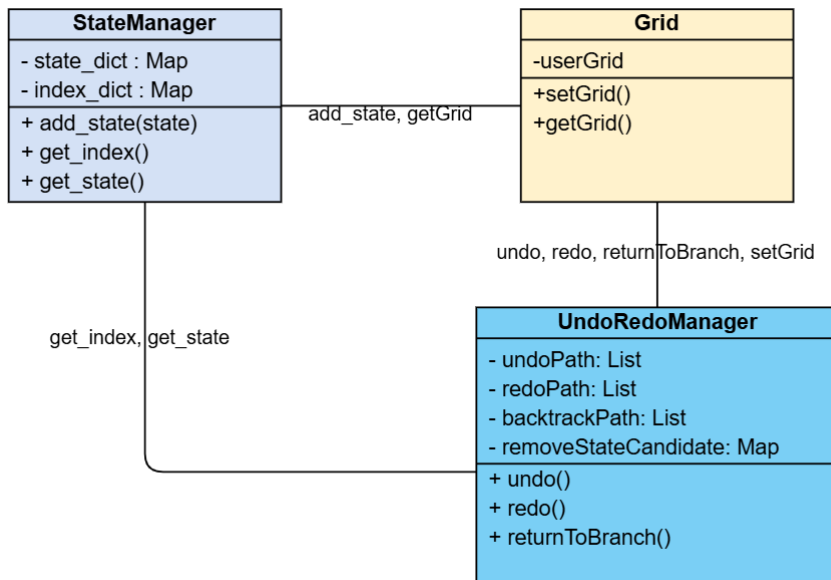 StateManager
- state_dict : Map
- index_dict : Map
+ add_state(state)
+ get_index()
+ get_state()
add_state, getGrid
Grid
-userGrid
+setGrid()
+getGrid()
undo, redo, returnToBranch, setGrid
get_index, get_state
UndoRedoManager
- undoPath: List
- redoPath: List
- backtrackPath: List
- removeStateCandidate: Map
+ undo()
+ redo()
+ returnToBranch()